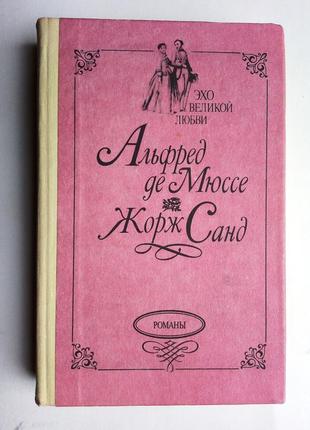 ЭХО
ВЕЛИКОЙ
ЛЮБВИ
Альфред
де Мюссе
Жорж Санд
РОМАНЫ